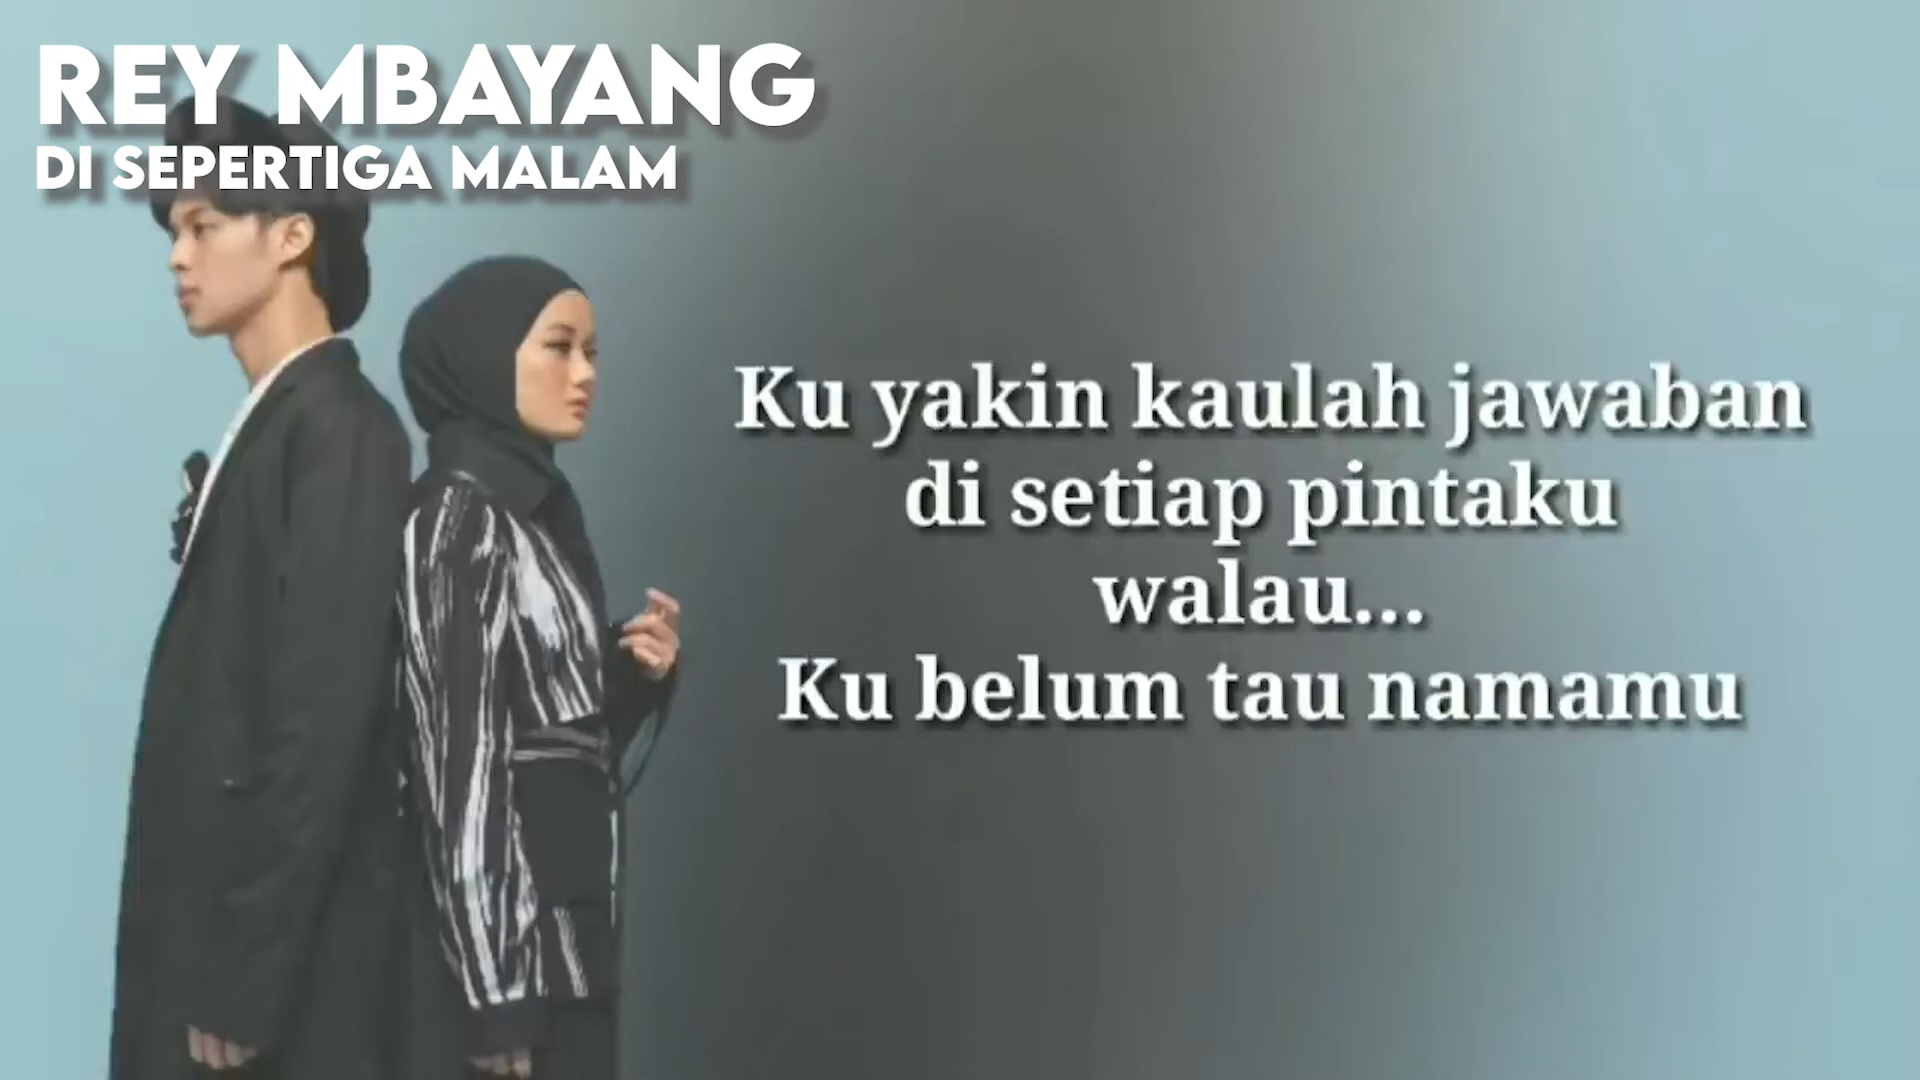 REY MBAYANG
DI SEPERTIGA MALAM
Ku yakin kaulah jawaban
di setiap pintaku
walau...
Ku belum tau namamu